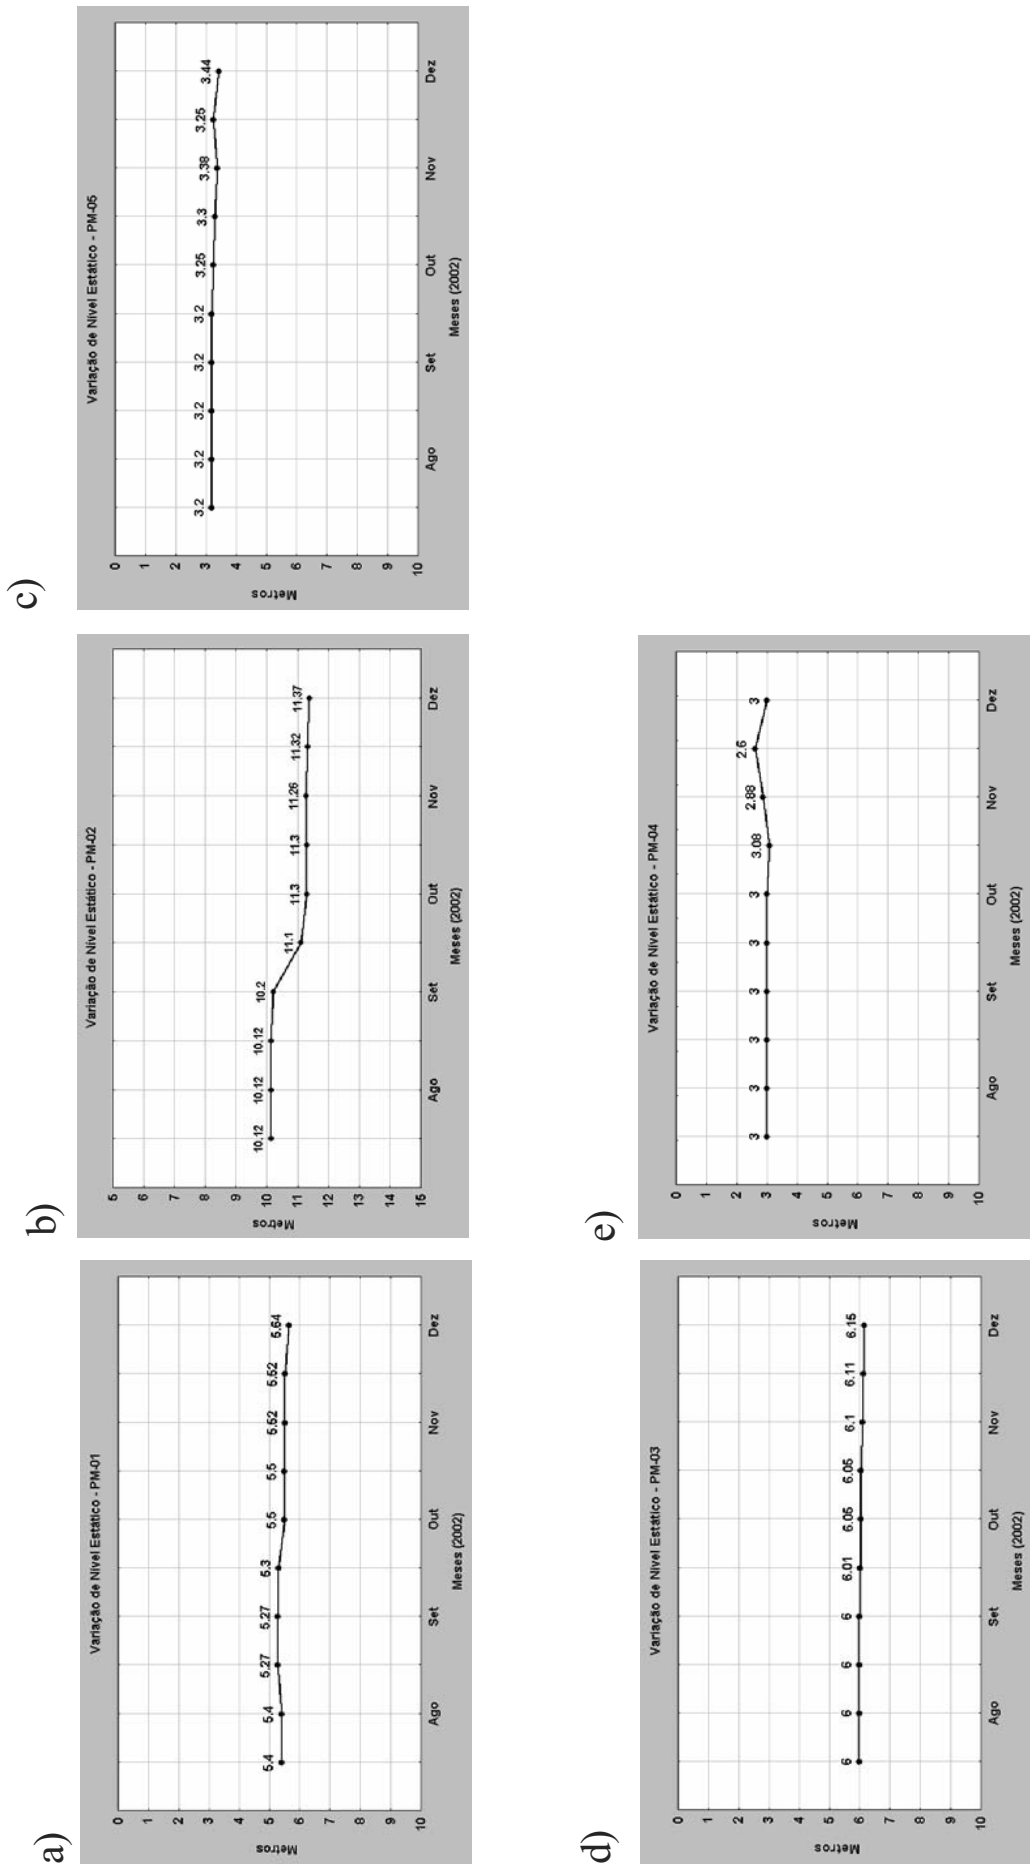 a)
Variação de Nível Estático - PM-01
0
1
2
3
4
5
6
7
8
9
10
Metros
5.4 5.4 5.27 5.27 5.3 5.5 5.5 5.52 5.52 5.64
Ago Set Out Nov Dez
Meses (2002)
b)
Variação de Nível Estático - PM-02
5
6
7
8
9
10
11
12
13
14
15
Metros
10.12 10.12 10.12 10.2 11.1 11.3 11.3 11.26 11.32 11.37
Ago Set Out Nov Dez
Meses (2002)
c)
Variação de Nível Estático - PM-05
0
1
2
3
4
5
6
7
8
9
10
Metros
3.2 3.2 3.2 3.2 3.2 3.25 3.3 3.38 3.25 3.44
Ago Set Out Nov Dez
Meses (2002)
d)
Variação de Nível Estático - PM-03
0
1
2
3
4
5
6
7
8
9
10
Metros
6 6 6 6 6.01 6.05 6.05 6.1 6.11 6.15
Ago Set Out Nov Dez
Meses (2002)
e)
Variação de Nível Estático - PM-04
0
1
2
3
4
5
6
7
8
9
10
Metros
3 3 3 3 3 3 3.08 2.88 2.6 3
Ago Set Out Nov Dez
Meses (2002)